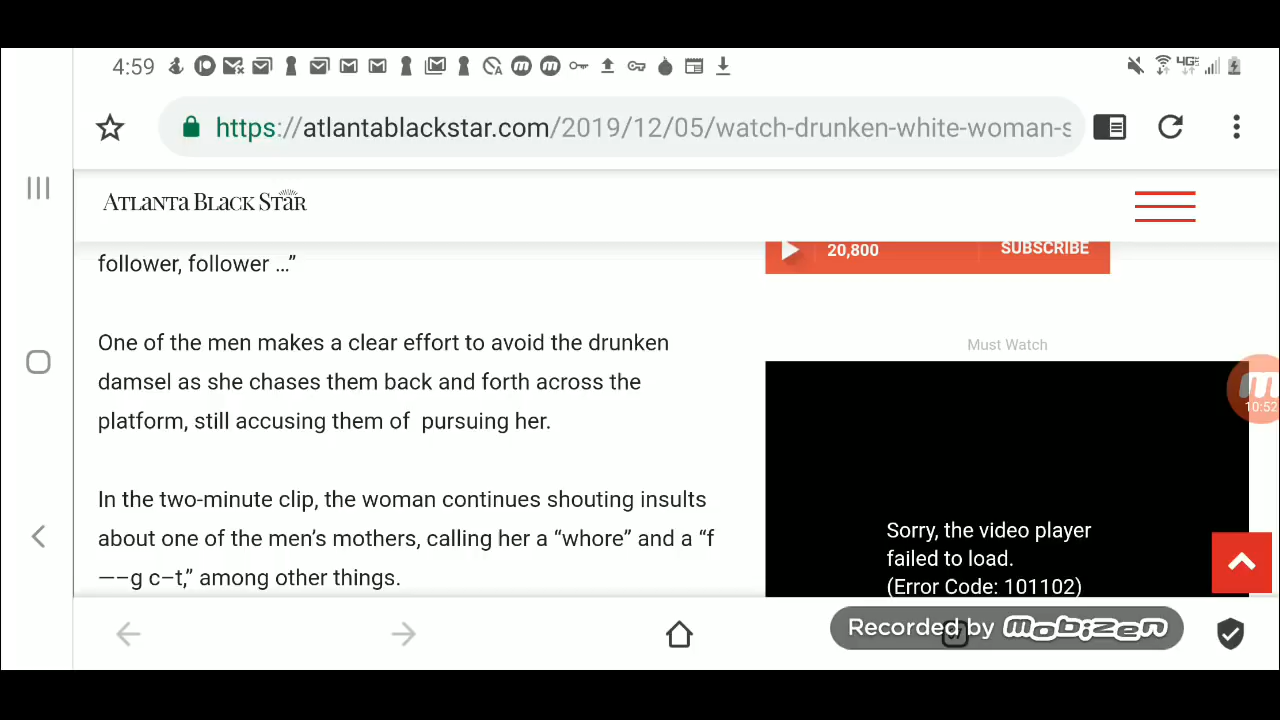 4:59
4G
https://atlantablackstar.com/2019/12/05/watch-drunken-white-woman-s
ATLANTA BLACK STAR
follower, follower …”
20,800 SUBSCRIBE
One of the men makes a clear effort to avoid the drunken
damsel as she chases them back and forth across the
platform, still accusing them of  pursuing her.
Must Watch
10:52
In the two-minute clip, the woman continues shouting insults
about one of the men’s mothers, calling her a “whore” and a “f
—–g c–t,” among other things.
Sorry, the video player
failed to load.
(Error Code: 101102)
Recorded by mobizen